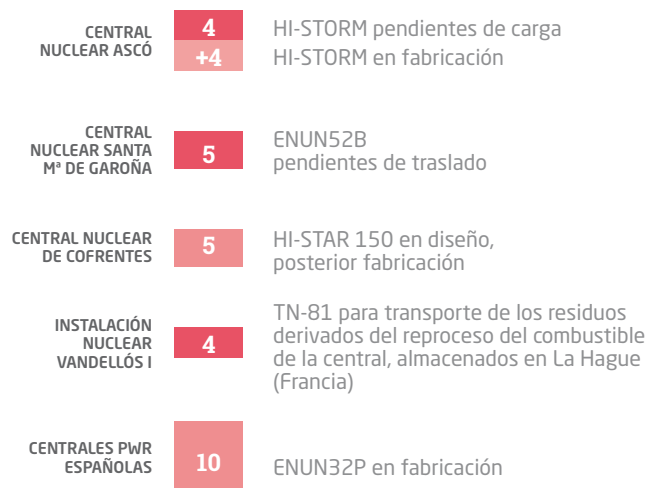 CENTRAL
NUCLEAR ASCÓ
4
HI-STORM pendientes de carga
+4
HI-STORM en fabricación
CENTRAL
NUCLEAR SANTA
Mª DE GAROÑA
5
ENUN52B
pendientes de traslado
CENTRAL NUCLEAR
DE COFRENTES
5
HI-STAR 150 en diseño,
posterior fabricación
INSTALACIÓN
NUCLEAR
VANDELLÓS I
4
TN-81 para transporte de los residuos
derivados del reproceso del combustible
de la central, almacenados en La Hague
(Francia)
CENTRALES PWR
ESPAÑOLAS
10
ENUN32P en fabricación